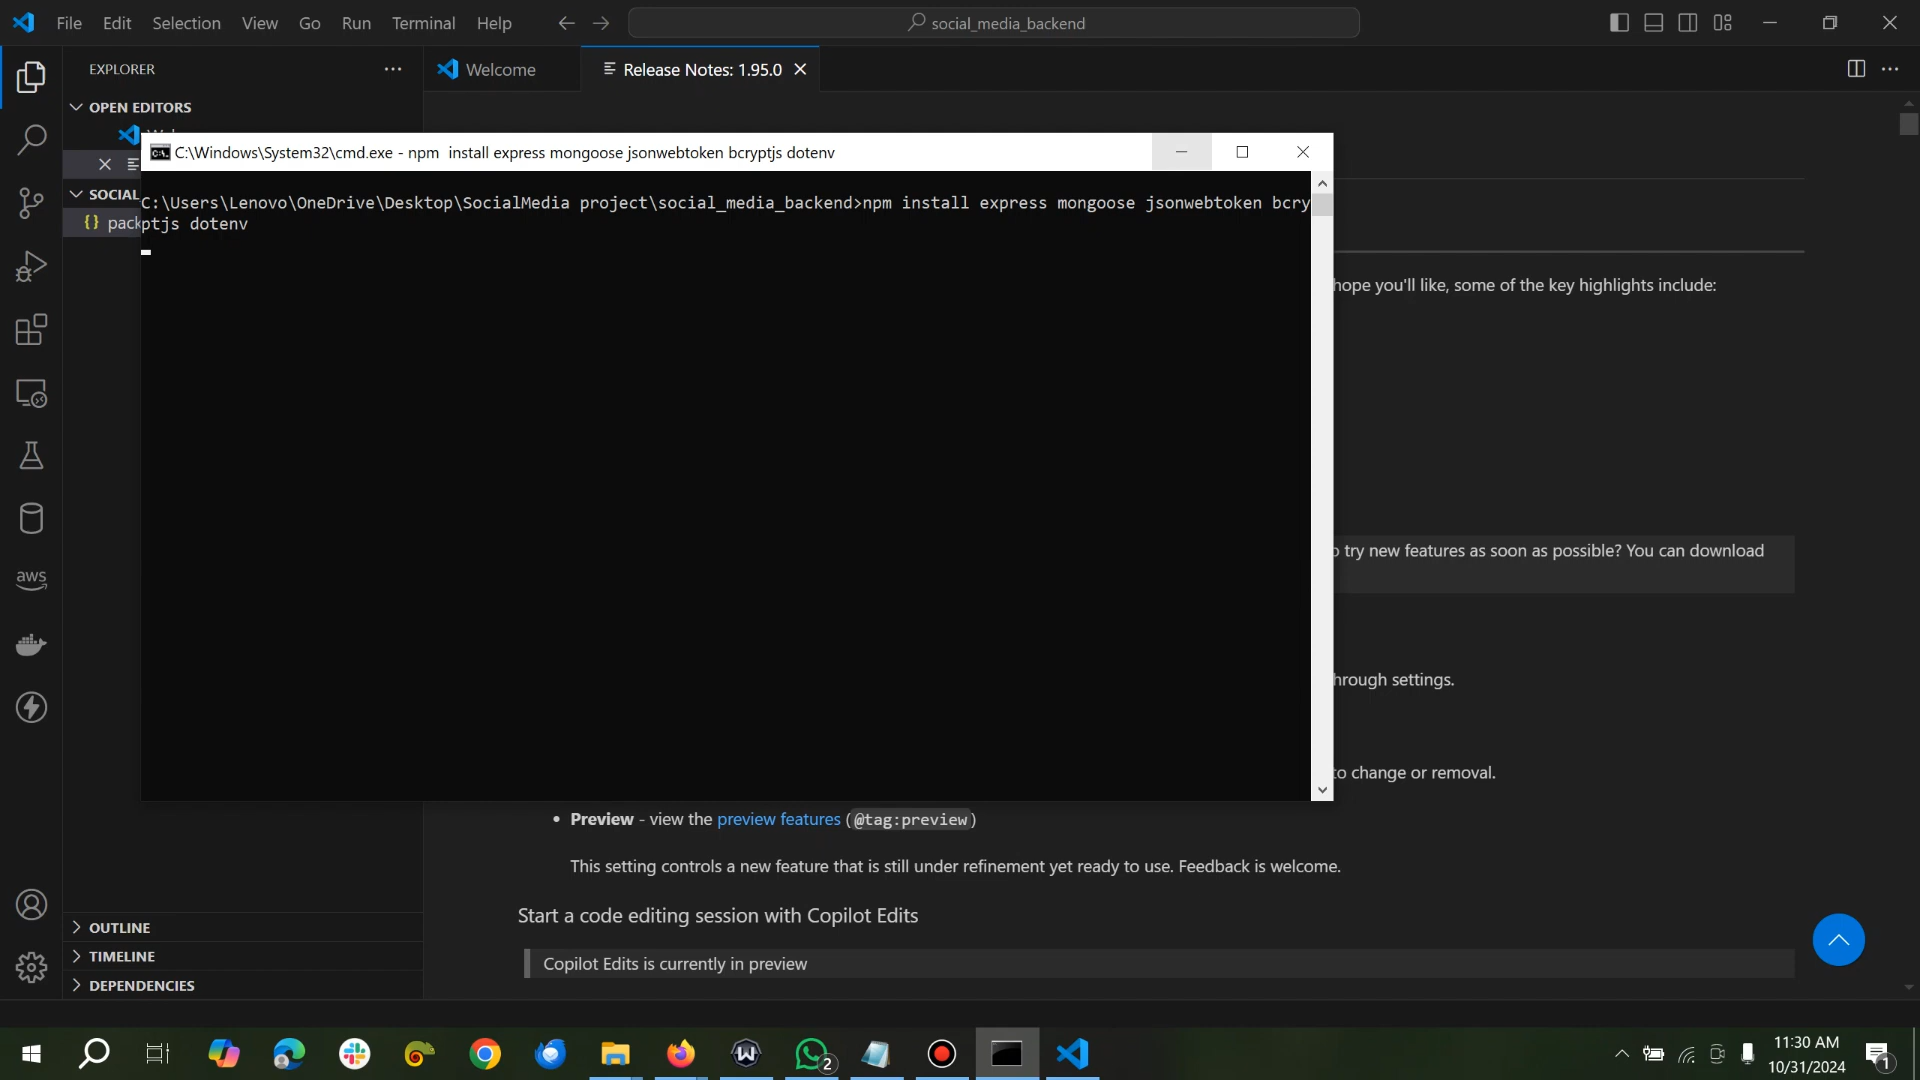 File Edit Selection View Go Run Terminal Help
social_media_backend
EXPLORER
Welcome
Release Notes: 1.95.0
OPEN EDITORS
C:\Windows\System32\cmd.exe - npm  install express mongoose jsonwebtoken bcryptjs dotenv
SOCIAL
C:\Users\Lenovo\OneDrive\Desktop\SocialMedia project\social_media_backend>npm install express mongoose jsonwebtoken bcry
{} pack
ptjs dotenv
hope you'll like, some of the key highlights include:
to try new features as soon as possible? You can download
aws
through settings.
to change or removal.
• Preview - view the preview features (@tag:preview)
This setting controls a new feature that is still under refinement yet ready to use. Feedback is welcome.
Start a code editing session with Copilot Edits
OUTLINE
TIMELINE
Copilot Edits is currently in preview
DEPENDENCIES
2
11:30 AM
10/31/2024
1